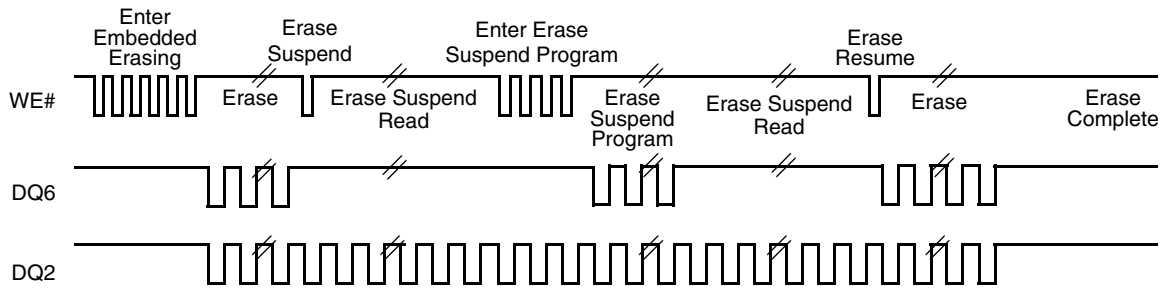 Enter
Embedded
Erasing
Erase
Suspend
Enter Erase
Suspend Program
Erase
Resume
WE#
Erase
Erase Suspend
Read
Erase
Suspend
Program
Erase Suspend
Read
Erase
Erase
Complete
DQ6
DQ2